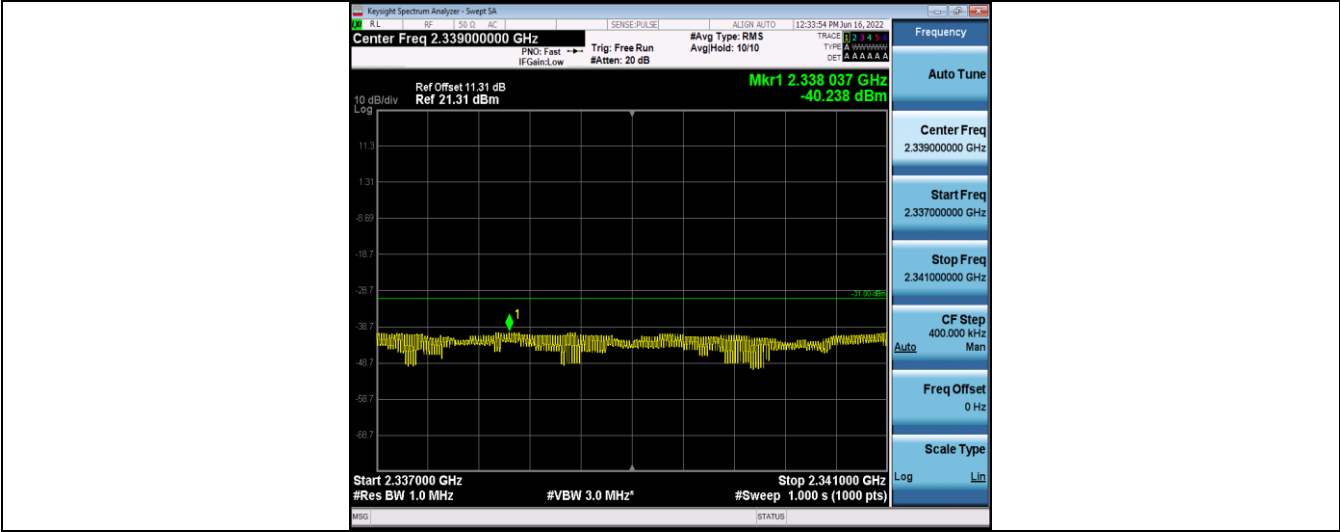 Keysight Spectrum Analyzer - Swept SA
RL RF 50 Ω AC SENSE:PULSE ALIGN AUTO 12:33:54 PM Jun 16, 2022
Center Freq 2.339000000 GHz
PNO: Fast
IFGain:Low
Trig: Free Run
#Atten: 20 dB
#Avg Type: RMS
Avg|Hold: 10/10
TRACE 1 2 3 4 5 6
TYPE A WWWWW
DET A A A A A A
Ref Offset 11.31 dB
10 dB/div Ref 21.31 dBm
Log
Mkr1 2.338 037 GHz
-40.238 dBm
11.3
1.31
-8.69
-18.7
-28.7
-38.7
-48.7
-58.7
-68.7
-31.00 dBm
1
Start 2.337000 GHz Stop 2.341000 GHz
#Res BW 1.0 MHz #VBW 3.0 MHz* #Sweep 1.000 s (1000 pts)
MSG STATUS
Frequency
Auto Tune
Center Freq
2.339000000 GHz
Start Freq
2.337000000 GHz
Stop Freq
2.341000000 GHz
CF Step
400.000 kHz
Auto Man
Freq Offset
0 Hz
Scale Type
Log Lin